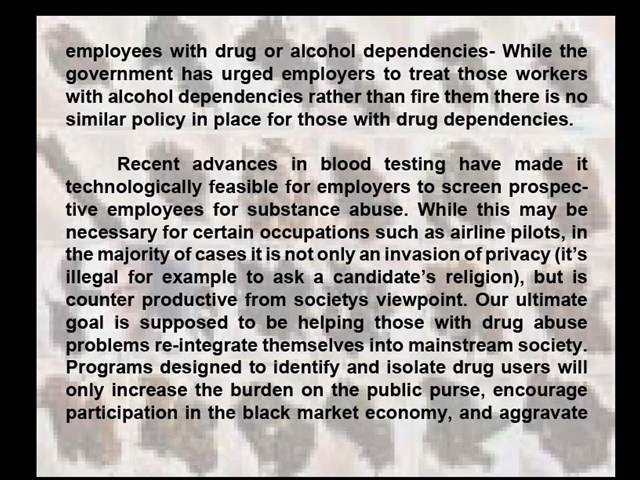 employees with drug or alcohol dependencies- While the
government has urged employers to treat those workers
with alcohol dependencies rather than fire them there is no
similar policy in place for those with drug dependencies.
Recent advances in blood testing have made it
technologically feasible for employers to screen prospec-
tive employees for substance abuse. While this may be
necessary for certain occupations such as airline pilots, in
the majority of cases it is not only an invasion of privacy (it's
illegal for example to ask a candidate's religion), but is
counter productive from societys viewpoint. Our ultimate
goal is supposed to be helping those with drug abuse
problems re-integrate themselves into mainstream society.
Programs designed to identify and isolate drug users will
only increase the burden on the public purse, encourage
participation in the black market economy, and aggravate